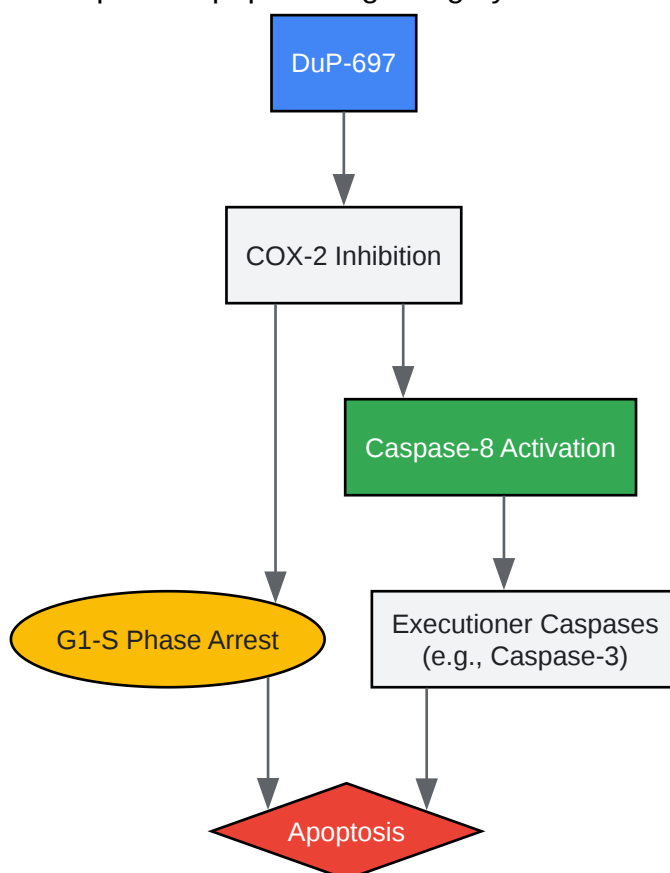 DuP-697
COX-2 Inhibition
Caspase-8 Activation
G1-S Phase Arrest
Executioner Caspases
(e.g., Caspase-3)
Apoptosis